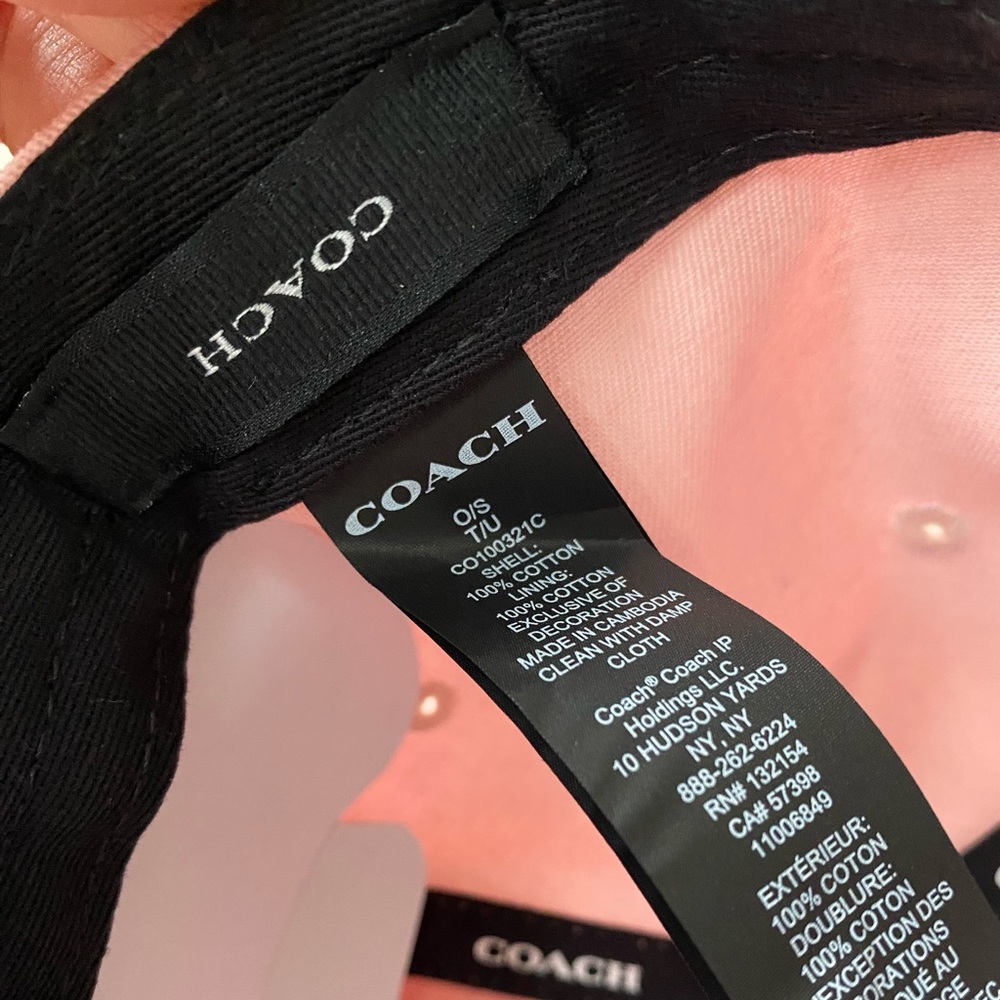 COACH
COACH
O/S
T/U
CO100321C
SHELL:
100% COTTON
LINING:
100% COTTON
EXCLUSIVE OF
DECORATION
MADE IN CAMBODIA
CLEAN WITH DAMP
CLOTH
Coach® Coach IP
Holdings LLC.
10 HUDSON YARDS
NY, NY
888-262-6224
RN# 132154
CA# 57398
11006849
EXTÉRIEUR:
100% COTON
DOUBLURE:
100% COTON
EXCEPTION DES
AU
COACH